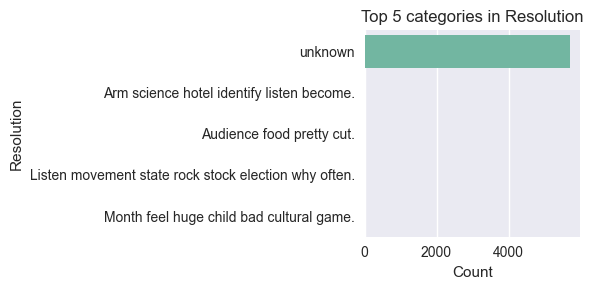 Top 5 categories in Resolution
unknown
Arm science hotel identify listen become.
Audience food pretty cut.
Listen movement state rock stock election why often.
Month feel huge child bad cultural game.
Resolution
0 2000 4000
Count